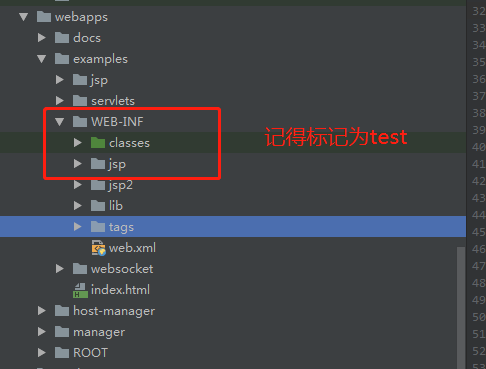 webapps
docs
examples
jsp
servlets
WEB-INF
classes
记得标记为test
jsp
jsp2
lib
tags
web.xml
websocket
index.html
host-manager
manager
ROOT
32
33
34
35
36
37
38
39
40
41
42
43
44
45
46
47
48
49
50
51
52
53